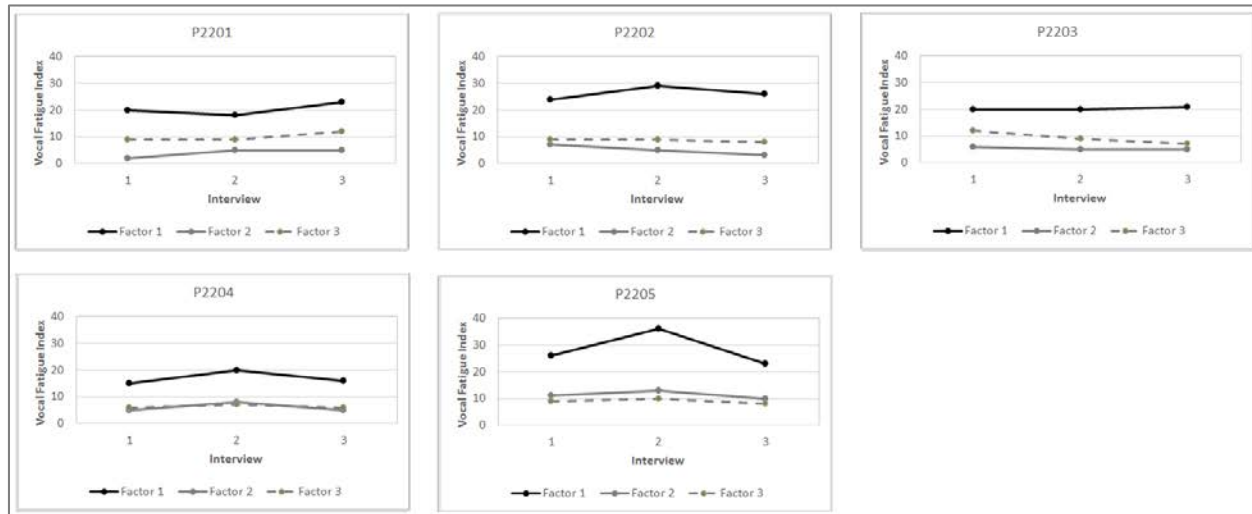 P2201
Vocal Fatigue Index
40
30
20
10
0
1 2 3
Interview
Factor 1 Factor 2 Factor 3
P2202
Vocal Fatigue Index
40
30
20
10
0
1 2 3
Interview
Factor 1 Factor 2 Factor 3
P2203
Vocal Fatigue Index
40
30
20
10
0
1 2 3
Interview
Factor 1 Factor 2 Factor 3
P2204
Vocal Fatigue Index
40
30
20
10
0
1 2 3
Interview
Factor 1 Factor 2 Factor 3
P2205
Vocal Fatigue Index
40
30
20
10
0
1 2 3
Interview
Factor 1 Factor 2 Factor 3